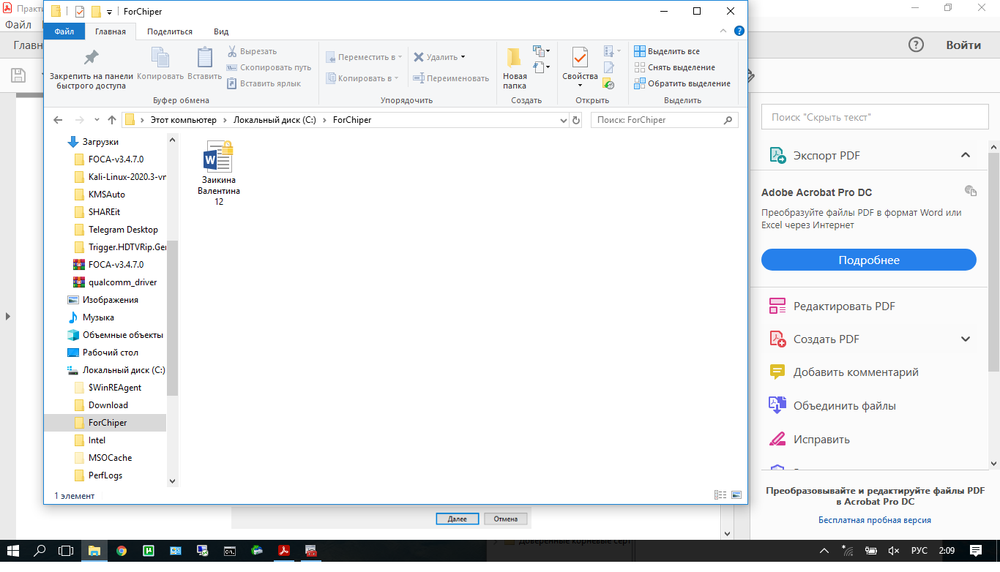 Практи
ForChiper
Файл
Файл
Главная
Поделиться
Вид
Главн
Войти
Закрепить на панели
быстрого доступа
Копировать
Вставить
Вырезать
Скопировать путь
Вставить ярлык
Буфер обмена
Переместить в
Копировать в
Удалить
Переименовать
Упорядочить
Новая
папка
Создать
Свойства
Открыть
Выделить все
Снять выделение
Обратить выделение
Выделить
Этот компьютер
Локальный диск (C:)
ForChiper
Поиск: ForChiper
Загрузки
FOCA-v3.4.7.0
Kali-Linux-2020.3-vr
KMSAuto
SHAREit
Telegram Desktop
Trigger.HDTVRip.Ger
FOCA-v3.4.7.0
qualcomm_driver
Изображения
Музыка
Объемные объекты
Рабочий стол
Локальный диск (C:)
$WinREAgent
Download
ForChiper
Intel
MSOCache
PerfLogs
Заикина
Валентина
12
1 элемент
Поиск "Скрыть текст"
Экспорт PDF
Adobe Acrobat Pro DC
Преобразуйте файлы PDF в формат Word или
Excel через Интернет
Подробнее
Редактировать PDF
Создать PDF
Добавить комментарий
Объединить файлы
Исправить
Преобразовывайте и редактируйте файлы PDF
в Acrobat Pro DC
Бесплатная пробная версия
Далее
Отмена
Доверенные корневые серт
РУС
2:09